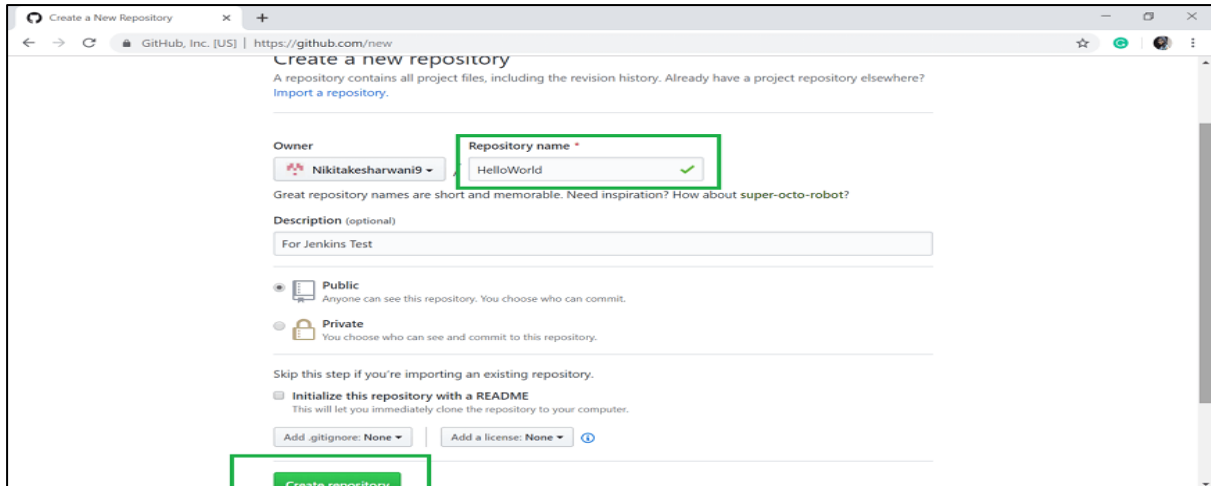 Create a New Repository
GitHub, Inc. [US] | https://github.com/new
Create a new repository
A repository contains all project files, including the revision history. Already have a project repository elsewhere?
Import a repository.
Owner
Repository name *
Nikitakesharwani9
/
HelloWorld
Great repository names are short and memorable. Need inspiration? How about super-octo-robot?
Description (optional)
For Jenkins Test
Public
Anyone can see this repository. You choose who can commit.
Private
You choose who can see and commit to this repository.
Skip this step if you're importing an existing repository.
Initialize this repository with a README
This will let you immediately clone the repository to your computer.
Add .gitignore: None
Add a license: None
Create repository